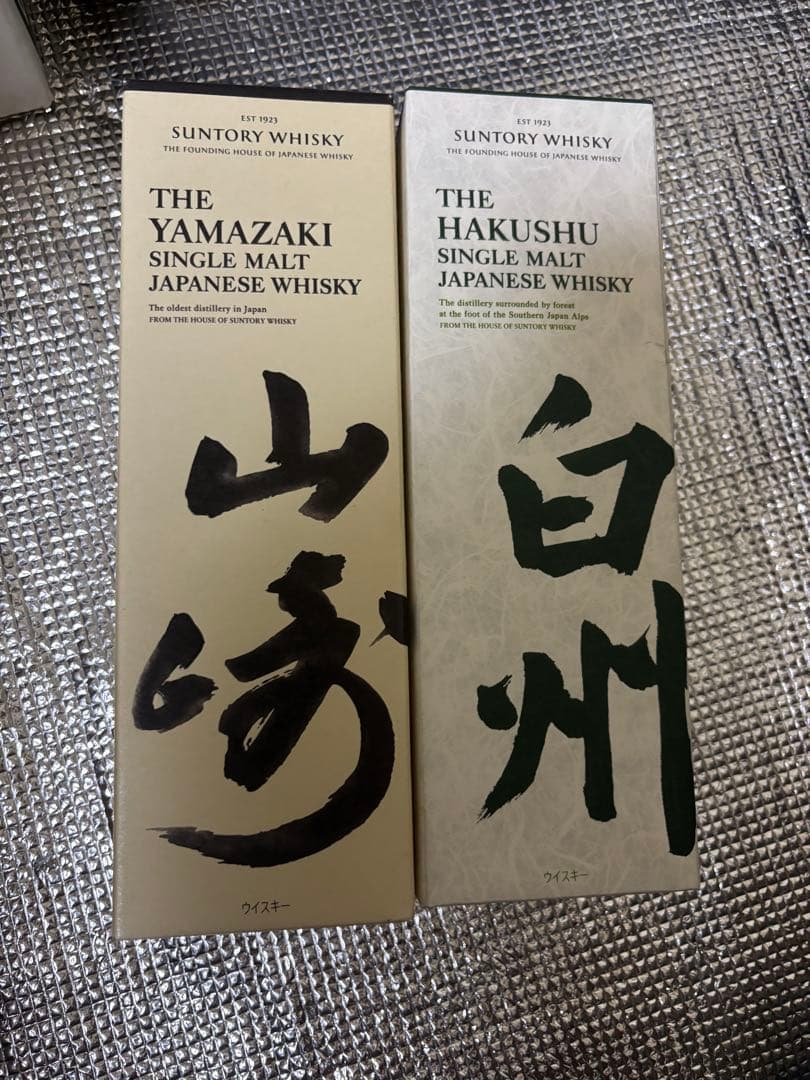 EST 1923
SUNTORY WHISKY
THE FOUNDING HOUSE OF JAPANESE WHISKY
THE
YAMAZAKI
SINGLE MALT
JAPANESE WHISKY
The oldest distillery in Japan
FROM THE HOUSE OF SUNTORY WHISKY
山崎
ウイスキー
EST 1923
SUNTORY WHISKY
THE FOUNDING HOUSE OF JAPANESE WHISKY
THE
HAKUSHU
SINGLE MALT
JAPANESE WHISKY
The distillery surrounded by forest
at the foot of the Southern Japan Alps
FROM THE HOUSE OF SUNTORY WHISKY
白州
ウイスキー